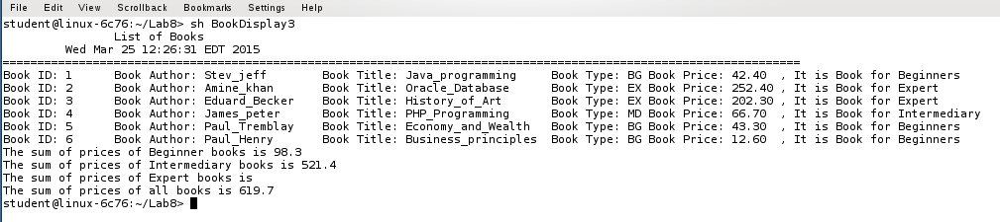 File Edit View Scrollback Bookmarks Settings Help
student@linux-6c76:~/Lab8> sh BookDisplay3
List of Books
Wed Mar 25 12:26:31 EDT 2015
===================================================================================================================
Book ID: 1 Book Author: Stev_jeff Book Title: Java_programming Book Type: BG Book Price: 42.40 , It is Book for Beginners
Book ID: 2 Book Author: Amine_khan Book Title: Oracle_Database Book Type: EX Book Price: 252.40 , It is Book for Expert
Book ID: 3 Book Author: Eduard_Becker Book Title: History_of_Art Book Type: EX Book Price: 202.30 , It is Book for Expert
Book ID: 4 Book Author: James_peter Book Title: PHP_Programming Book Type: MD Book Price: 66.70 , It is Book for Intermediary
Book ID: 5 Book Author: Paul_Tremblay Book Title: Economy_and_Wealth Book Type: BG Book Price: 43.30 , It is Book for Beginners
Book ID: 6 Book Author: Paul_Henry Book Title: Business_principles Book Type: BG Book Price: 12.60 , It is Book for Beginners
The sum of prices of Beginner books is 98.3
The sum of prices of Intermediary books is 521.4
The sum of prices of Expert books is
The sum of prices of all books is 619.7
student@linux-6c76:~/Lab8>